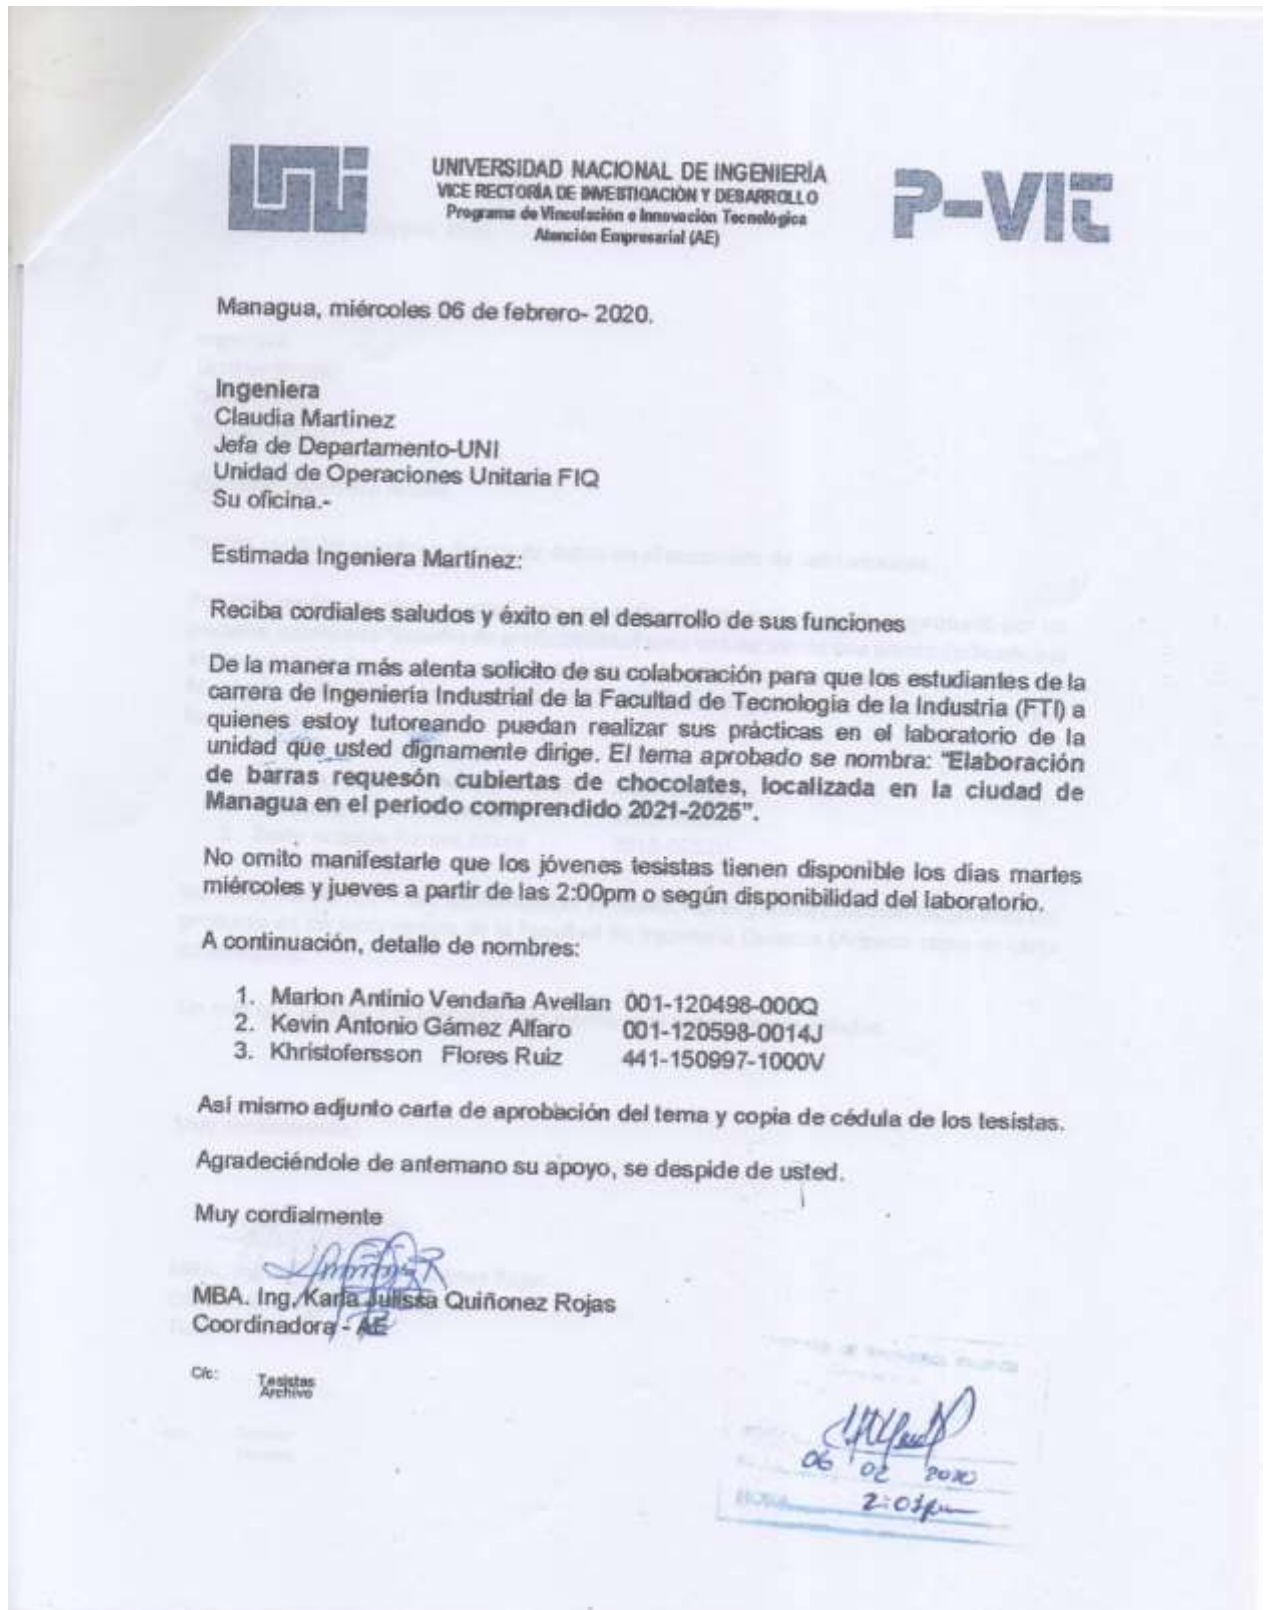 uni
UNIVERSIDAD NACIONAL DE INGENIERÍA
VICE RECTORÍA DE INVESTIGACIÓN Y DESARROLLO
Programa de Vinculación e Innovación Tecnológica
Atención Empresarial (AE)
P-VIT
Managua, miércoles 06 de febrero- 2020.
Ingeniera
Claudia Martinez
Jefa de Departamento-UNI
Unidad de Operaciones Unitaria FIQ
Su oficina.-
Estimada Ingeniera Martínez:
Reciba cordiales saludos y éxito en el desarrollo de sus funciones
De la manera más atenta solicito de su colaboración para que los estudiantes de la
carrera de Ingeniería Industrial de la Facultad de Tecnología de la Industria (FTI) a
quienes estoy tutoreando puedan realizar sus prácticas en el laboratorio de la
unidad que usted dignamente dirige. El tema aprobado se nombra: "Elaboración
de barras requesón cubiertas de chocolates, localizada en la ciudad de
Managua en el periodo comprendido 2021-2025".
No omito manifestarle que los jóvenes tesistas tienen disponible los días martes
miércoles y jueves a partir de las 2:00pm o según disponibilidad del laboratorio.
A continuación, detalle de nombres:
1. Marlon Antinio Vendaña Avellan 001-120498-000Q
2. Kevin Antonio Gámez Alfaro 001-120598-0014J
3. Khristofersson Flores Ruiz 441-150997-1000V
Así mismo adjunto carta de aprobación del tema y copia de cédula de los tesistas.
Agradeciéndole de antemano su apoyo, se despide de usted.
Muy cordialmente
MBA. Ing. Karla Julissa Quiñonez Rojas
Coordinadora - AE
C/c: Tesistas
Archivo
06 02 2020
HORA 2:03pm